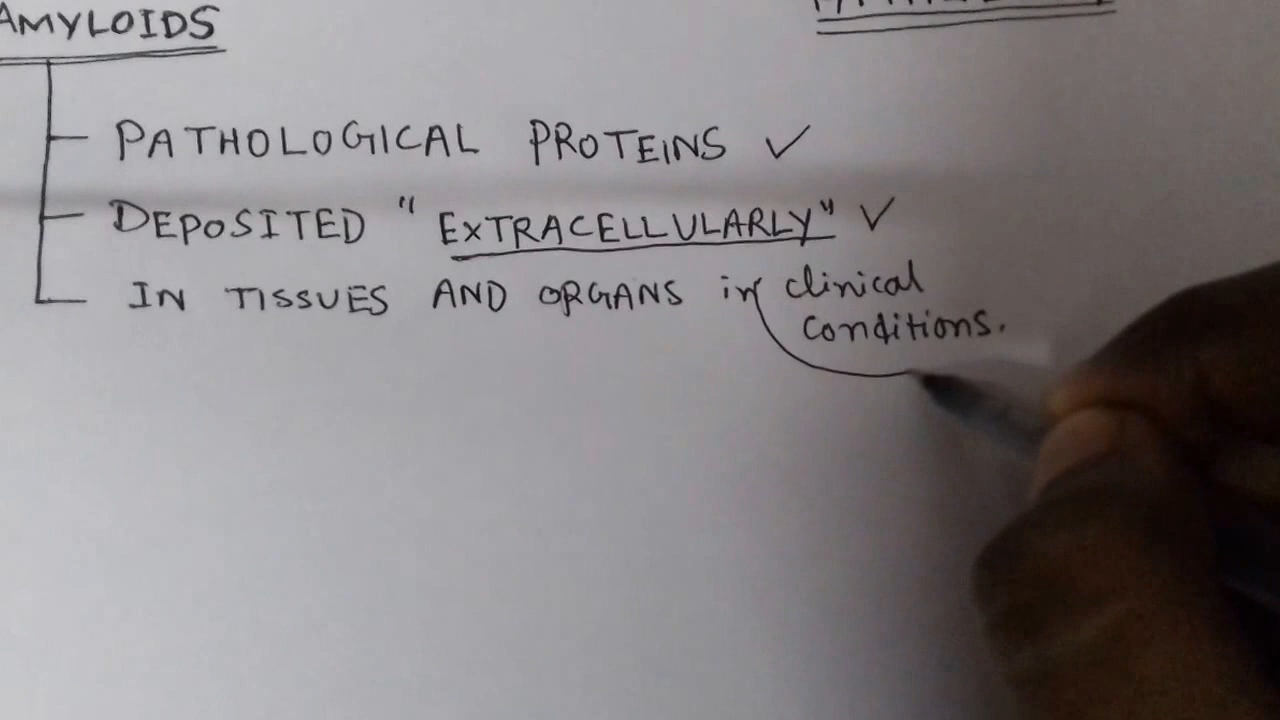 AMYLOIDS
PATHOLOGICAL PROTEINS ✓
DEPOSITED "EXTRACELLULARLY" ✓
IN TISSUES AND ORGANS in clinical
conditions.